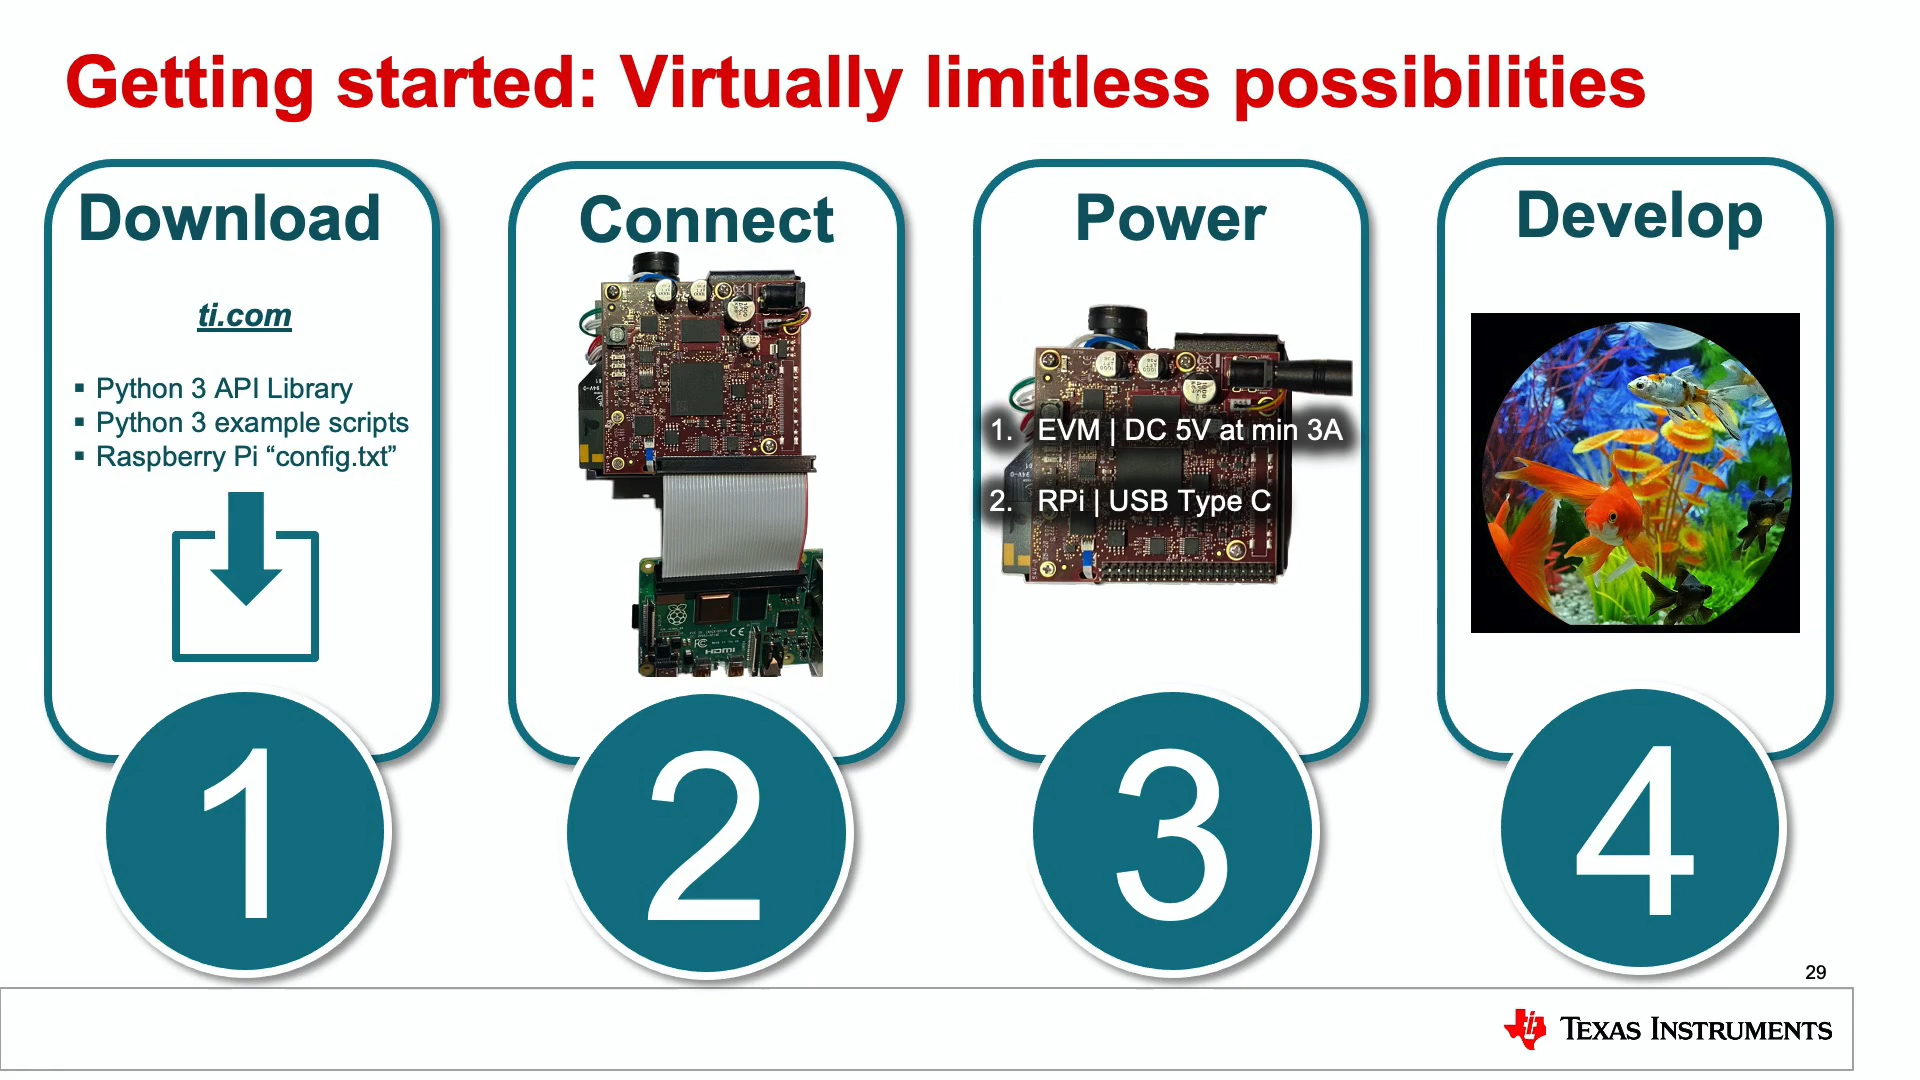 Getting started: Virtually limitless possibilities
Download
ti.com
▪ Python 3 API Library
▪ Python 3 example scripts
▪ Raspberry Pi “config.txt”
1
Connect
HDMI
2
Power
1. EVM | DC 5V at min 3A
2. RPi | USB Type C
3
Develop
4
29
TEXAS INSTRUMENTS